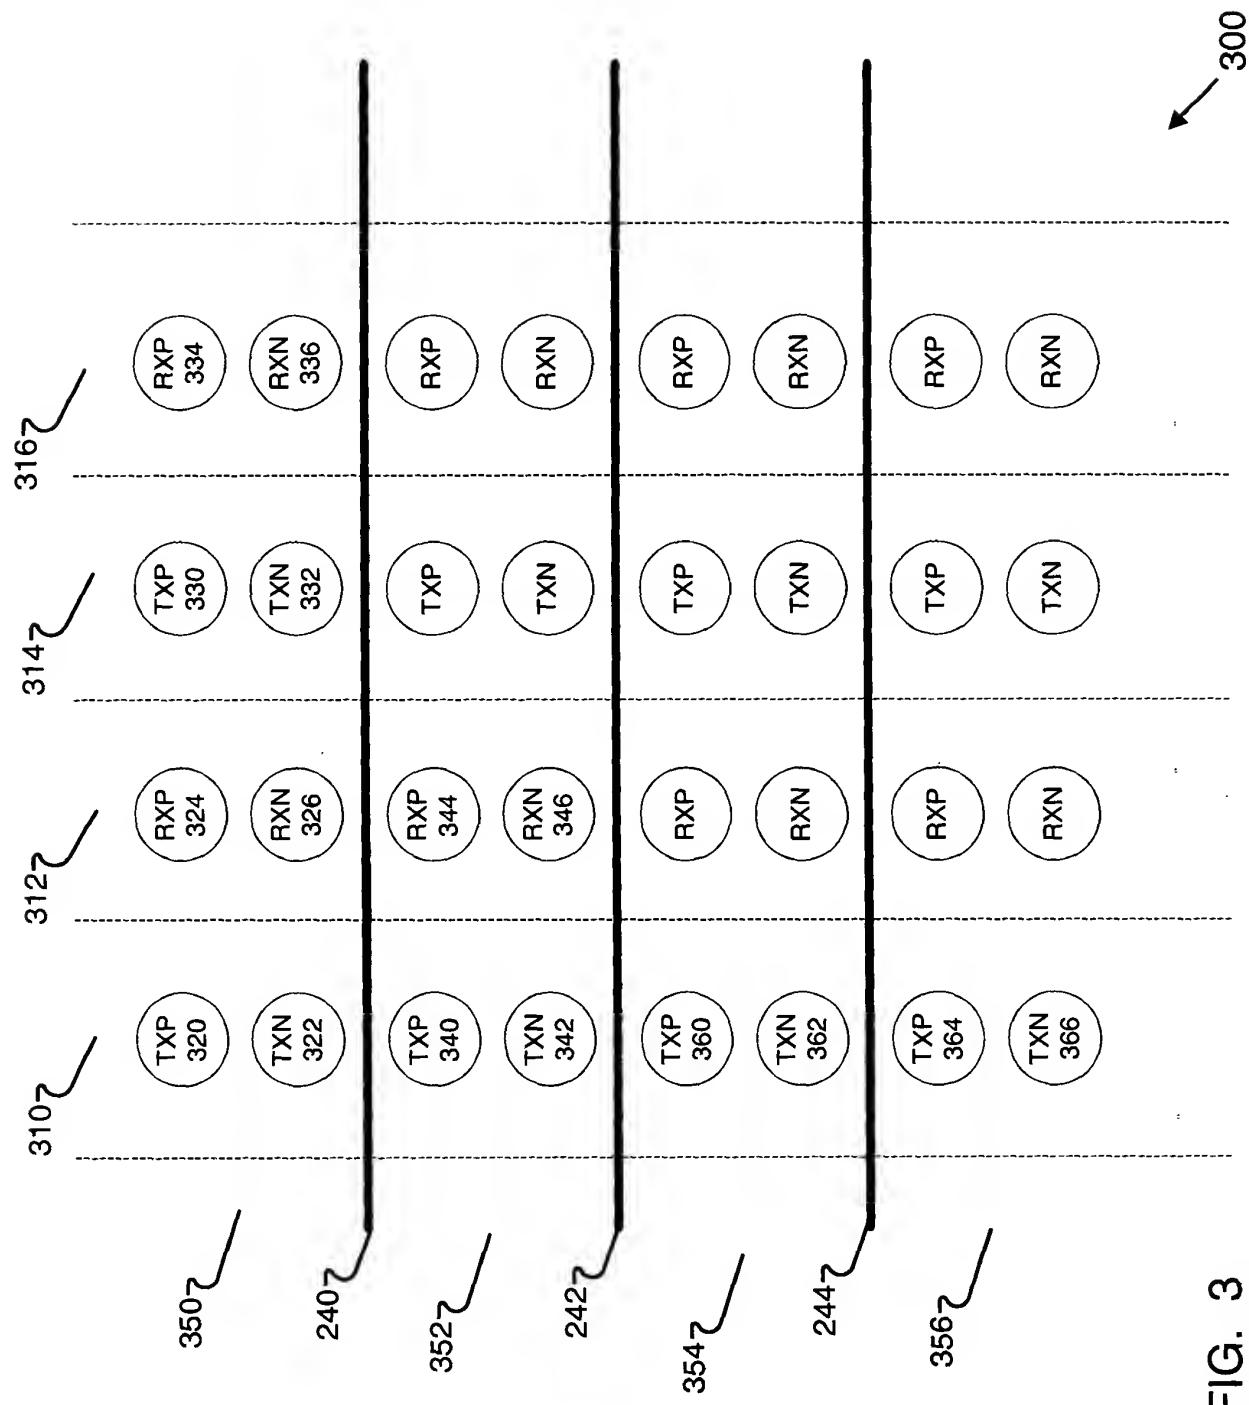 310
312
314
316
350
TXP
320
RXP
324
TXP
330
RXP
334
TXN
322
RXN
326
TXN
332
RXN
336
240
352
TXP
340
RXP
344
TXP
RXP
TXN
342
RXN
346
TXN
RXN
242
354
TXP
360
RXP
TXP
RXP
TXN
362
RXN
TXN
RXN
244
356
TXP
364
RXP
TXP
RXP
TXN
366
RXN
TXN
RXN
FIG. 3
300